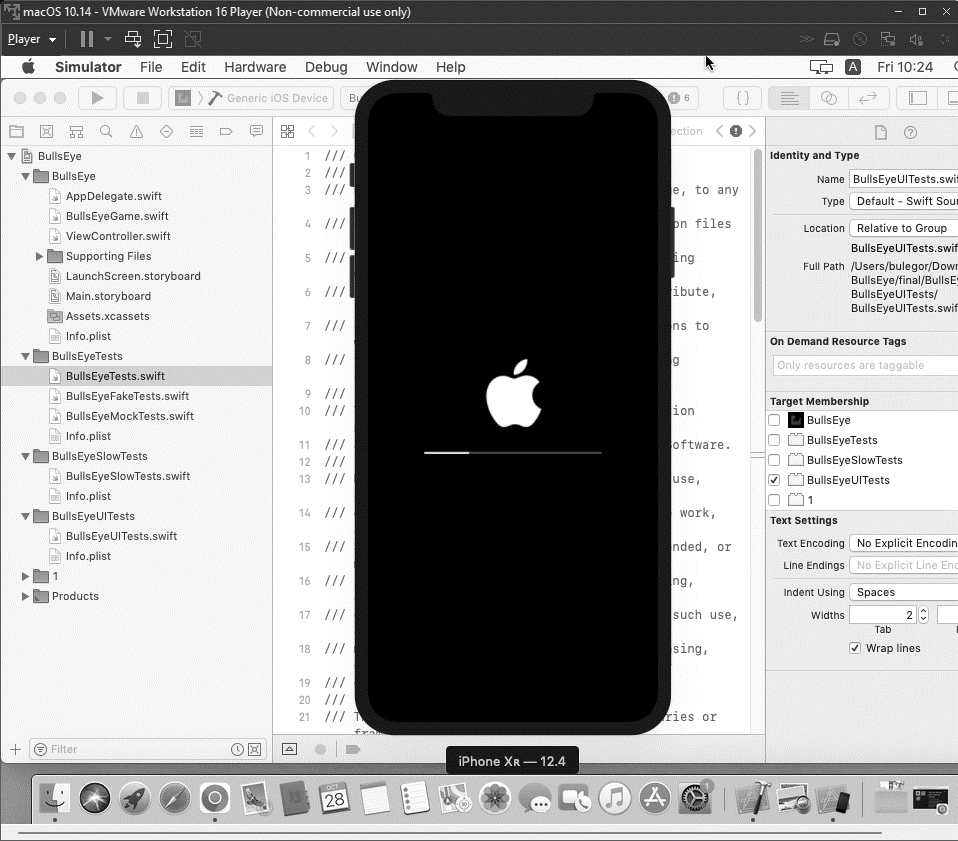 macOS 10.14 - VMware Workstation 16 Player (Non-commercial use only)
Player
Simulator File Edit Hardware Debug Window Help
A Fri 10:24
Generic iOS Device
6
BullsEye
BullsEye
AppDelegate.swift
BullsEyeGame.swift
ViewController.swift
Supporting Files
LaunchScreen.storyboard
Main.storyboard
Assets.xcassets
Info.plist
BullsEyeTests
BullsEyeTests.swift
BullsEyeFakeTests.swift
BullsEyeMockTests.swift
Info.plist
BullsEyeSlowTests
BullsEyeSlowTests.swift
Info.plist
BullsEyeUITests
BullsEyeUITests.swift
Info.plist
1
Products
Filter
1 ///
2 ///
3 /// e, to any
4 /// on files
5 /// ing
6 /// ribute,
7 /// ns to
8 /// ng
9 ///
10 /// ion
11 /// oftware.
12 ///
13 /// use,
14 /// work,
15 /// nded, or
16 /// ng,
17 /// such use,
18 /// sing,
19 ///
20 ///
21 /// T ries or
iPhone XR — 12.4
Identity and Type
Name BullsEyeUITests.swif
Type Default - Swift Sour
Location Relative to Group
BullsEyeUITests.swif
Full Path /Users/bulegor/Down
BullsEye/final/BullsEy
BullsEyeUITests/
BullsEyeUITests.swif
On Demand Resource Tags
Only resources are taggable
Target Membership
BullsEye
BullsEyeTests
BullsEyeSlowTests
BullsEyeUITests
1
Text Settings
Text Encoding No Explicit Encodin
Line Endings No Explicit Line End
Indent Using Spaces
Widths 2
Tab
Wrap lines
OCT
28